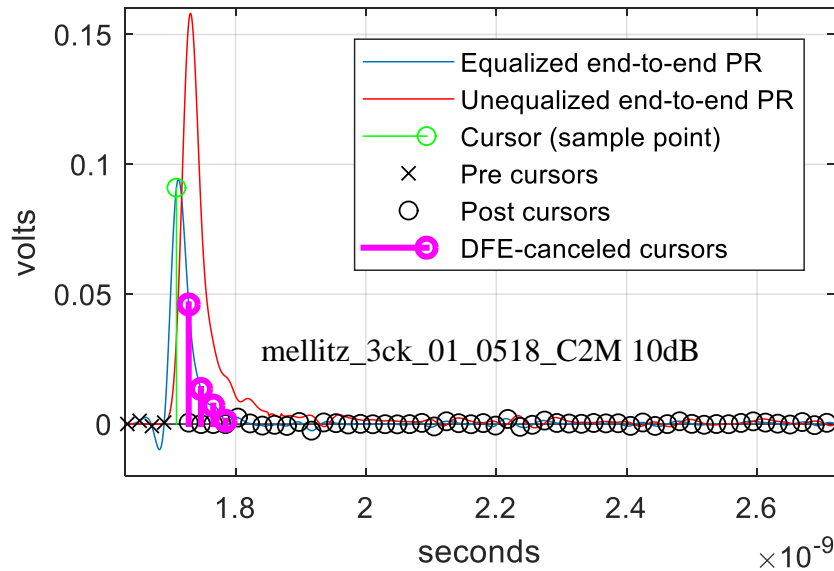 0.15
0.1
0.05
0
volts
Equalized end-to-end PR
Unequalized end-to-end PR
Cursor (sample point)
Pre cursors
Post cursors
DFE-canceled cursors
mellitz_3ck_01_0518_C2M 10dB
1.8 2 2.2 2.4 2.6
seconds
×10⁻⁹